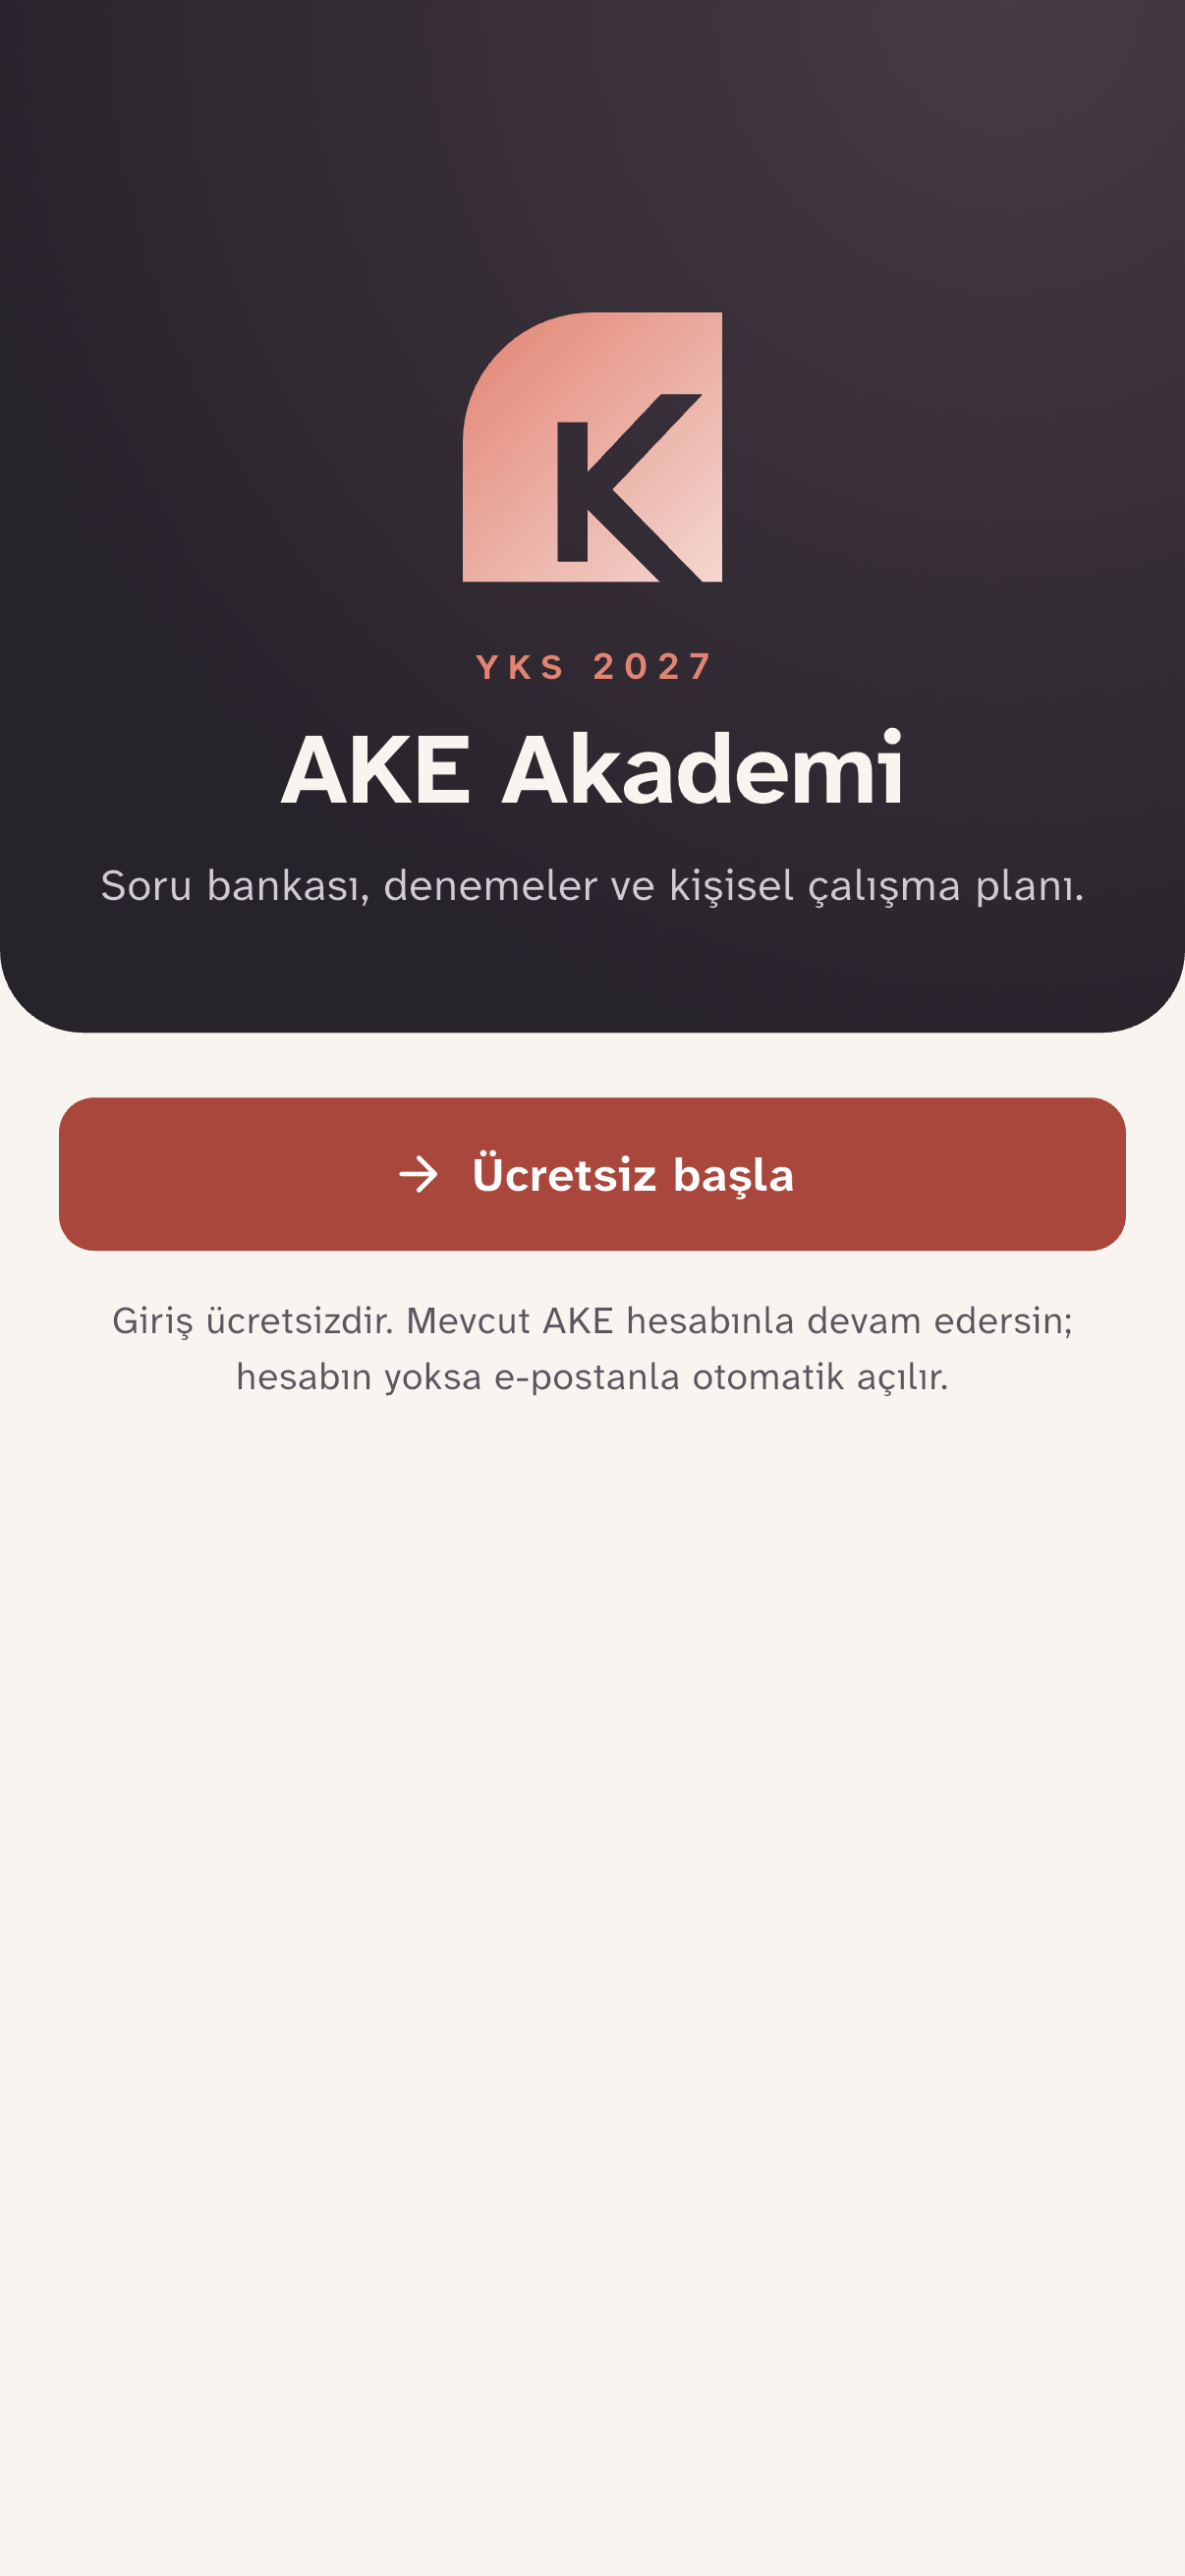 K
YKS 2027
AKE Akademi
Soru bankası, denemeler ve kişisel çalışma planı.
→ Ücretsiz başla
Giriş ücretsizdir. Mevcut AKE hesabınla devam edersin;
hesabın yoksa e-postanla otomatik açılır.